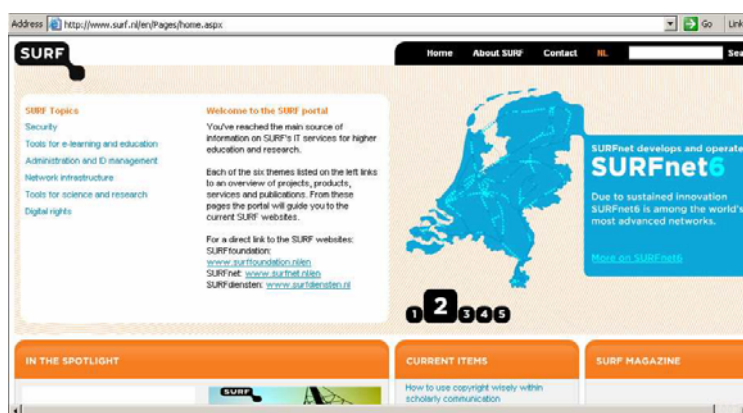 Address http://www.surf.nl/en/Pages/home.aspx Go Link
SURF
Home About SURF Contact NL Sea
SURF Topics
Security
Tools for e-learning and education
Administration and ID management
Network infrastructure
Tools for science and research
Digital rights
Welcome to the SURF portal
You've reached the main source of
information on SURF's IT services for higher
education and research.
Each of the six themes listed on the left links
to an overview of projects, products,
services and publications. From these
pages the portal will guide you to the
current SURF websites.
For a direct link to the SURF websites:
SURFfoundation:
www.surffoundation.nl/en
SURFnet: www.surfnet.nl/en
SURFdiensten: www.surfdiensten.nl
SURFnet develops and operate
SURFnet6
Due to sustained innovation
SURFnet6 is among the world's
most advanced networks.
More on SURFnet6
1 2 3 4 5
IN THE SPOTLIGHT
SURF
CURRENT ITEMS
How to use copyright wisely within
scholarly communication
SURF MAGAZINE